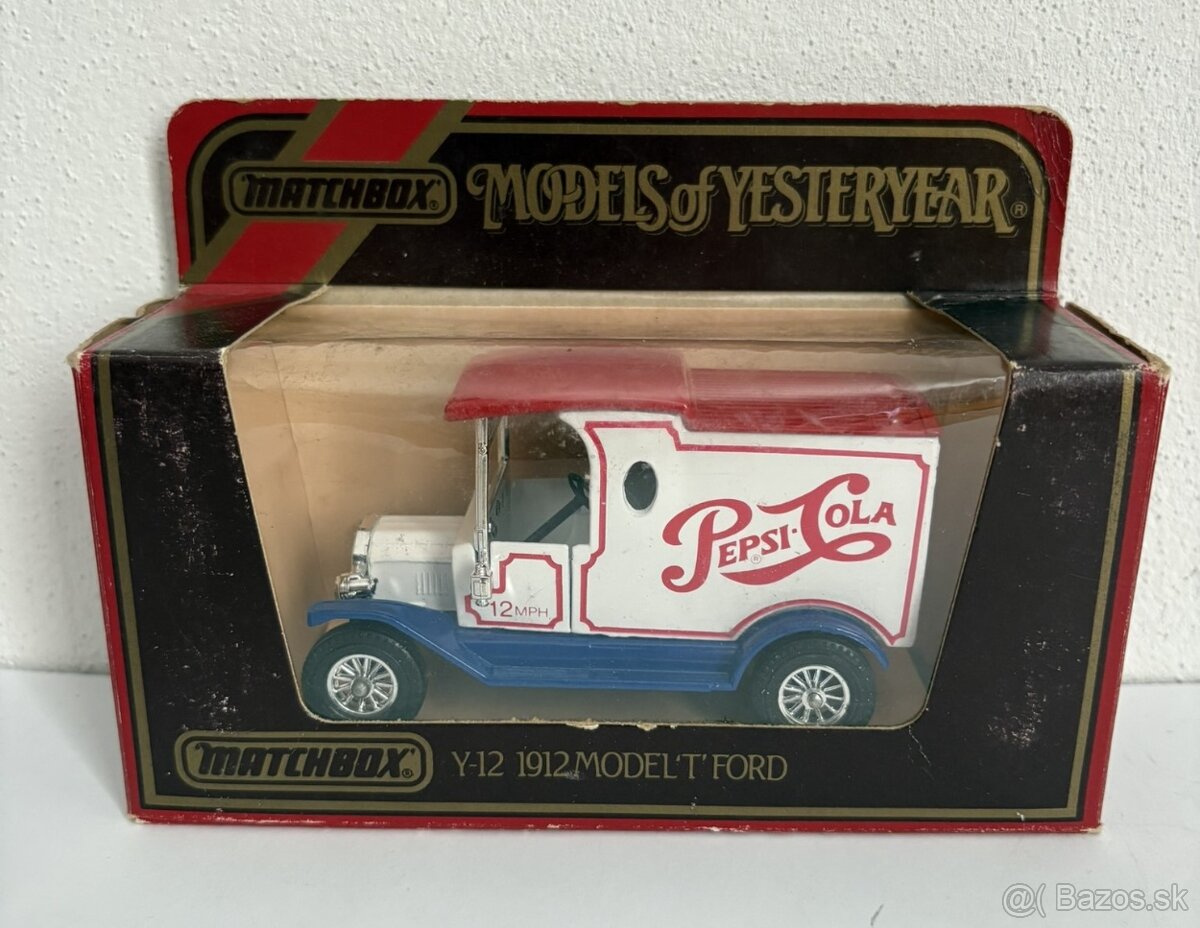 MATCHBOX® MODELS of YESTERYEAR®
PEPSI·COLA®
12 MPH
MATCHBOX® Y-12 1912 MODEL 'T' FORD
@( Bazos.sk